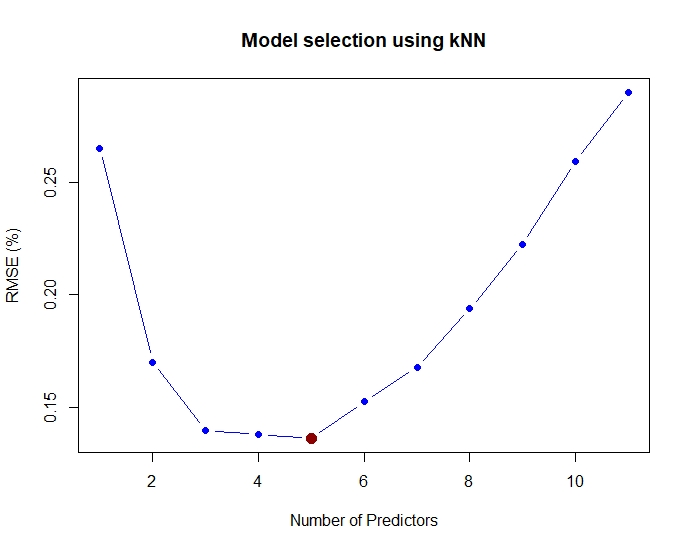 Model selection using kNN
RMSE (%)
0.25
0.20
0.15
2 4 6 8 10
Number of Predictors